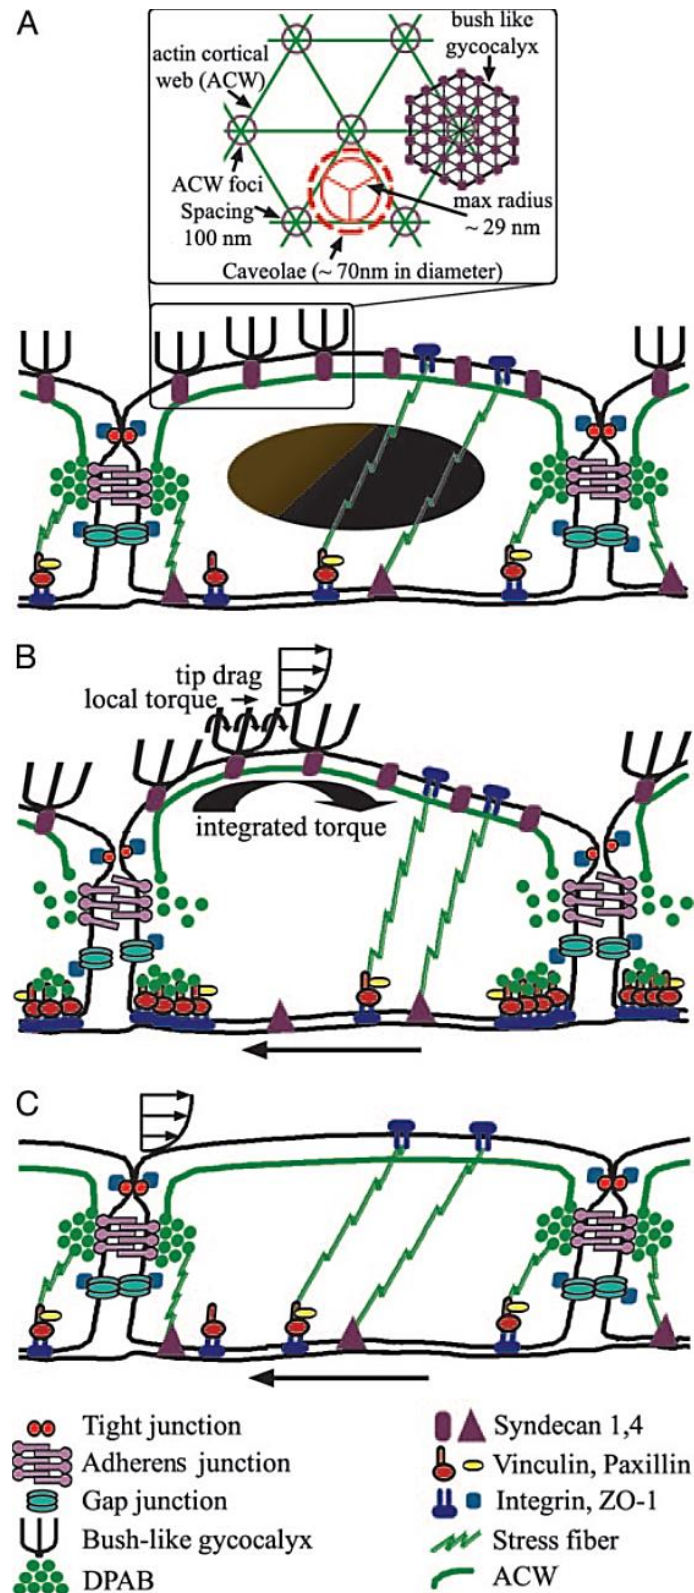 A
actin cortical
web (ACW)
bush like
gycocalyx
ACW foci
Spacing
100 nm
max radius
~ 29 nm
Caveolae (~ 70nm in diameter)
B
tip drag
local torque
integrated torque
C
Tight junction
Adherens junction
Gap junction
Bush-like gycocalyx
DPAB
Syndecan 1,4
Vinculin, Paxillin
Integrin, ZO-1
Stress fiber
ACW